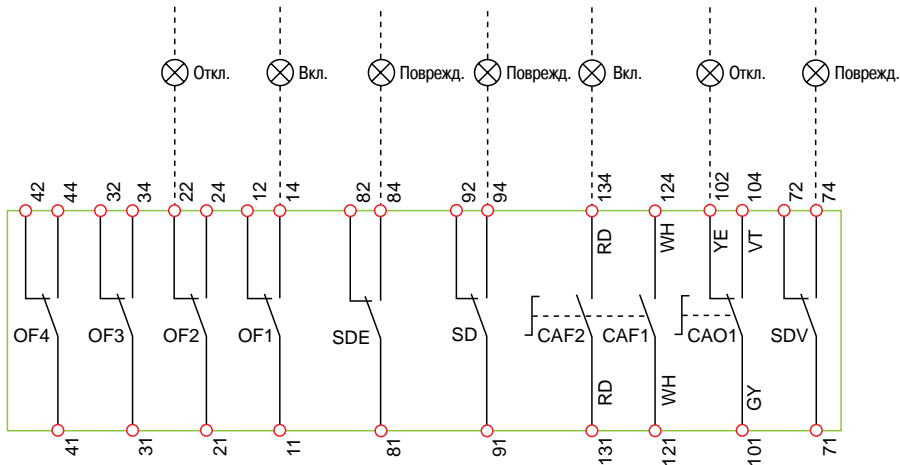 Откл.
Вкл.
Поврежд.
Поврежд.
Вкл.
Откл.
Поврежд.
42
44
32
34
22
24
12
14
82
84
92
94
134
124
102
104
72
74
RD
WH
YE
VT
OF4
OF3
OF2
OF1
SDE
SD
CAF2
CAF1
CAO1
SDV
RD
WH
GY
41
31
21
11
81
91
131
121
101
71